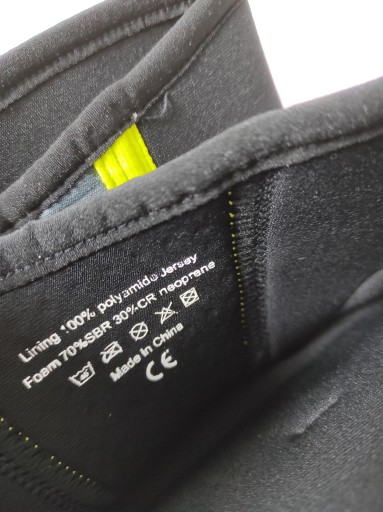 Lining 100% polyamide Jersey
Foam 70%SBR 30%CR neoprene
Made in China
CE